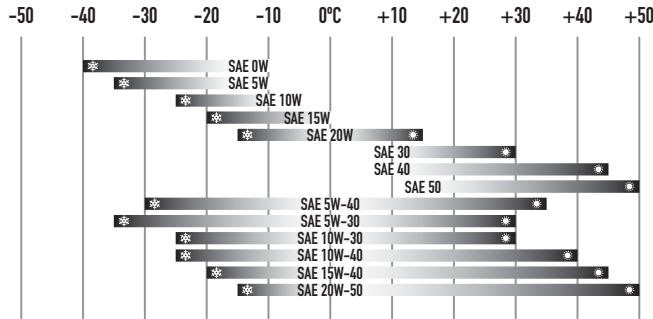 -50 -40 -30 -20 -10 0°C +10 +20 +30 +40 +50
SAE 0W
SAE 5W
SAE 10W
SAE 15W
SAE 20W
SAE 30
SAE 40
SAE 50
SAE 5W-40
SAE 5W-30
SAE 10W-30
SAE 10W-40
SAE 15W-40
SAE 20W-50